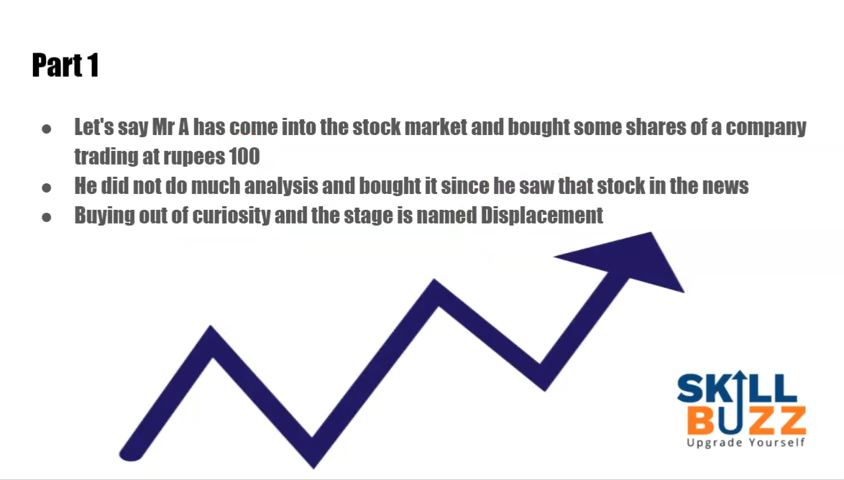 Part 1
● Let's say Mr A has come into the stock market and bought some shares of a company
trading at rupees 100
● He did not do much analysis and bought it since he saw that stock in the news
● Buying out of curiosity and the stage is named Displacement
SKILL
BUZZ
Upgrade Yourself